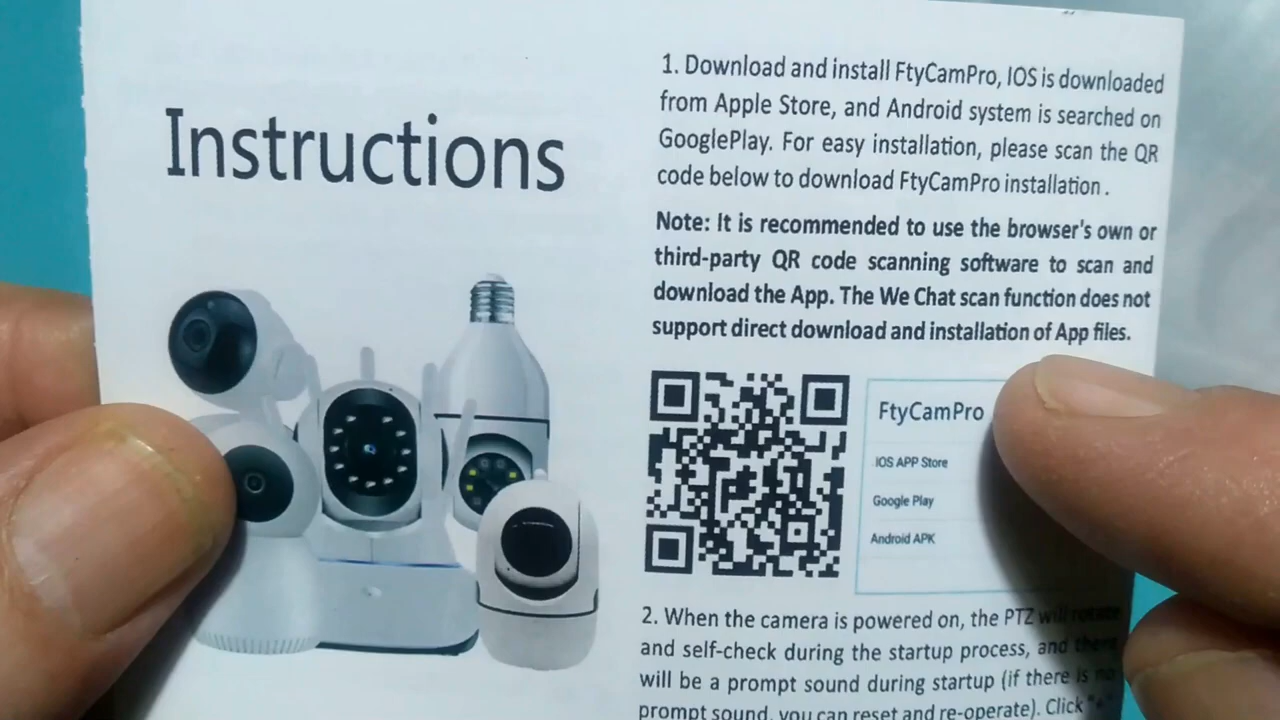 Instructions
1. Download and install FtyCamPro, IOS is downloaded
from Apple Store, and Android system is searched on
GooglePlay. For easy installation, please scan the QR
code below to download FtyCamPro installation .
Note: It is recommended to use the browser's own or
third-party QR code scanning software to scan and
download the App. The We Chat scan function does not
support direct download and installation of App files.
FtyCamPro
IOS APP Store
Google Play
Android APK
2. When the camera is powered on, the PTZ will rotate
and self-check during the startup process, and there
will be a prompt sound during startup (if there is no
prompt sound, you can reset and re-operate). Click "+"